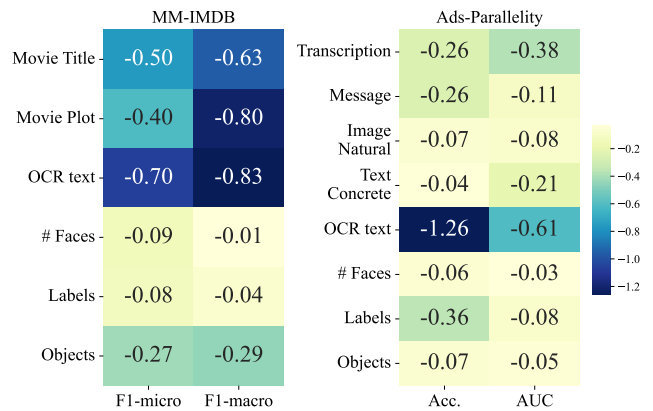 MM-IMDB
Movie Title -0.50 -0.63
Movie Plot -0.40 -0.80
OCR text -0.70 -0.83
# Faces -0.09 -0.01
Labels -0.08 -0.04
Objects -0.27 -0.29
F1-micro F1-macro
Ads-Parallelity
Transcription -0.26 -0.38
Message -0.26 -0.11
Image
Natural -0.07 -0.08
Text
Concrete -0.04 -0.21
OCR text -1.26 -0.61
# Faces -0.06 -0.03
Labels -0.36 -0.08
Objects -0.07 -0.05
Acc. AUC
−0.2
−0.4
−0.6
−0.8
−1.0
−1.2